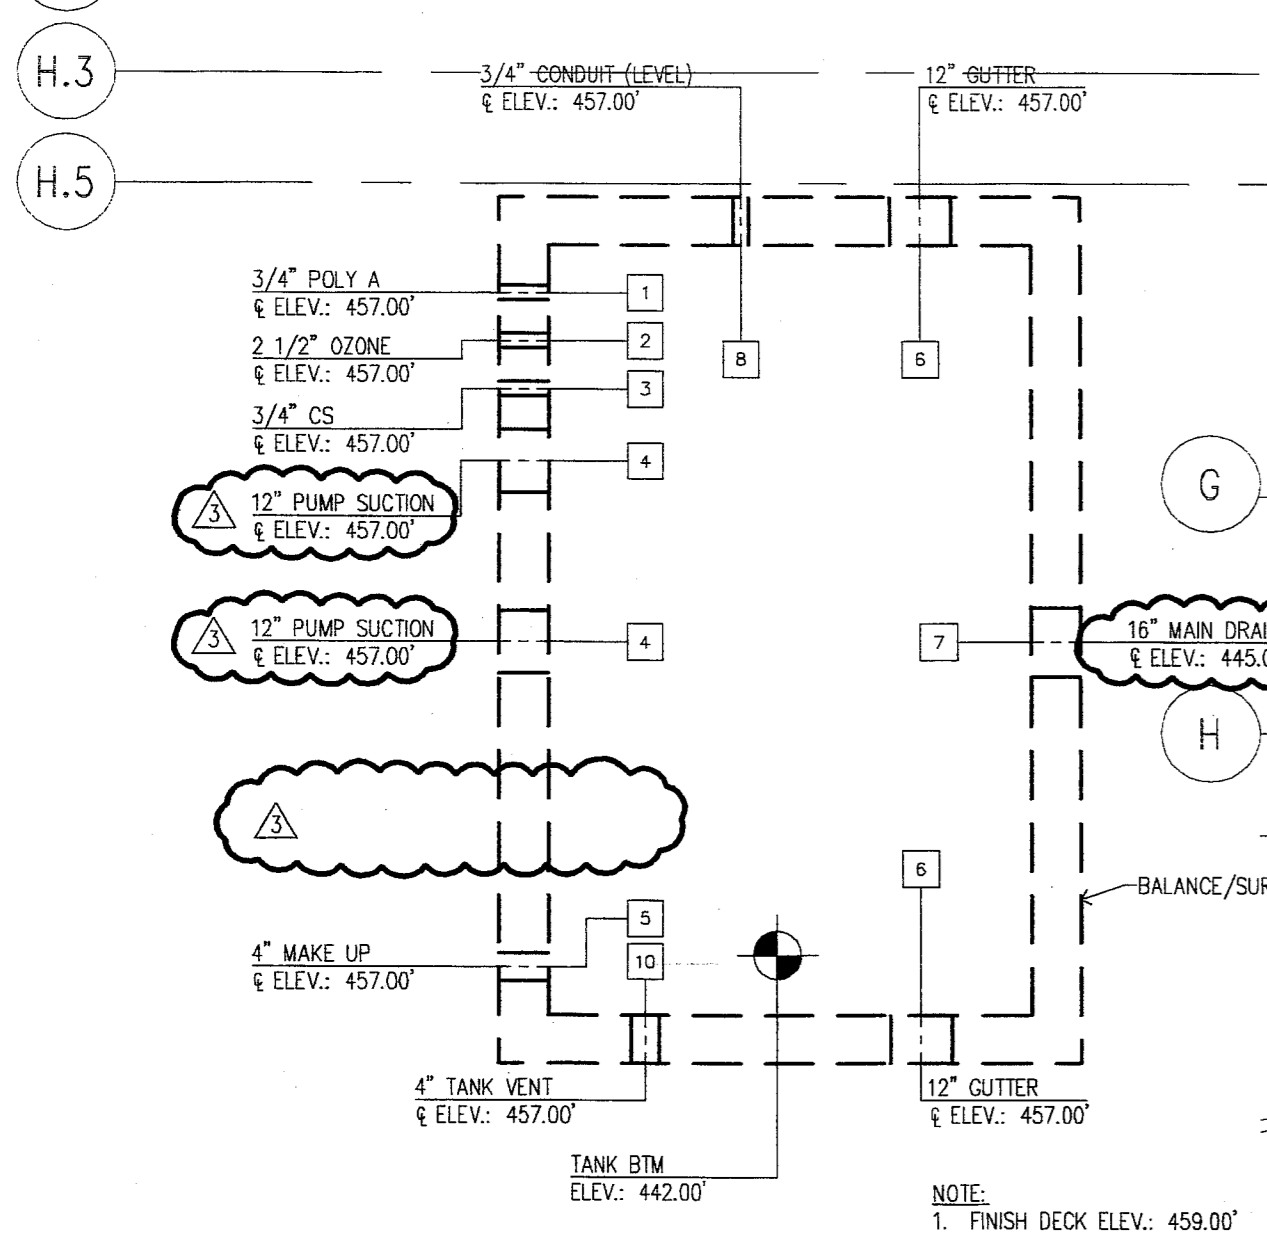 H.3
3/4" CONDUIT (LEVEL)
℄ ELEV.: 457.00'
12" GUTTER
℄ ELEV.: 457.00'
H.5
3/4" POLY A
℄ ELEV.: 457.00'
1
2 1/2" OZONE
℄ ELEV.: 457.00'
2
8
6
3/4" CS
℄ ELEV.: 457.00'
3
4
3
12" PUMP SUCTION
℄ ELEV.: 457.00'
G
3
12" PUMP SUCTION
℄ ELEV.: 457.00'
4
7
16" MAIN DRAI
℄ ELEV.: 445.0
H
3
6
BALANCE/SUR
5
4" MAKE UP
℄ ELEV.: 457.00'
10
4" TANK VENT
℄ ELEV.: 457.00'
12" GUTTER
℄ ELEV.: 457.00'
TANK BTM
ELEV.: 442.00'
NOTE:
1. FINISH DECK ELEV.: 459.00'